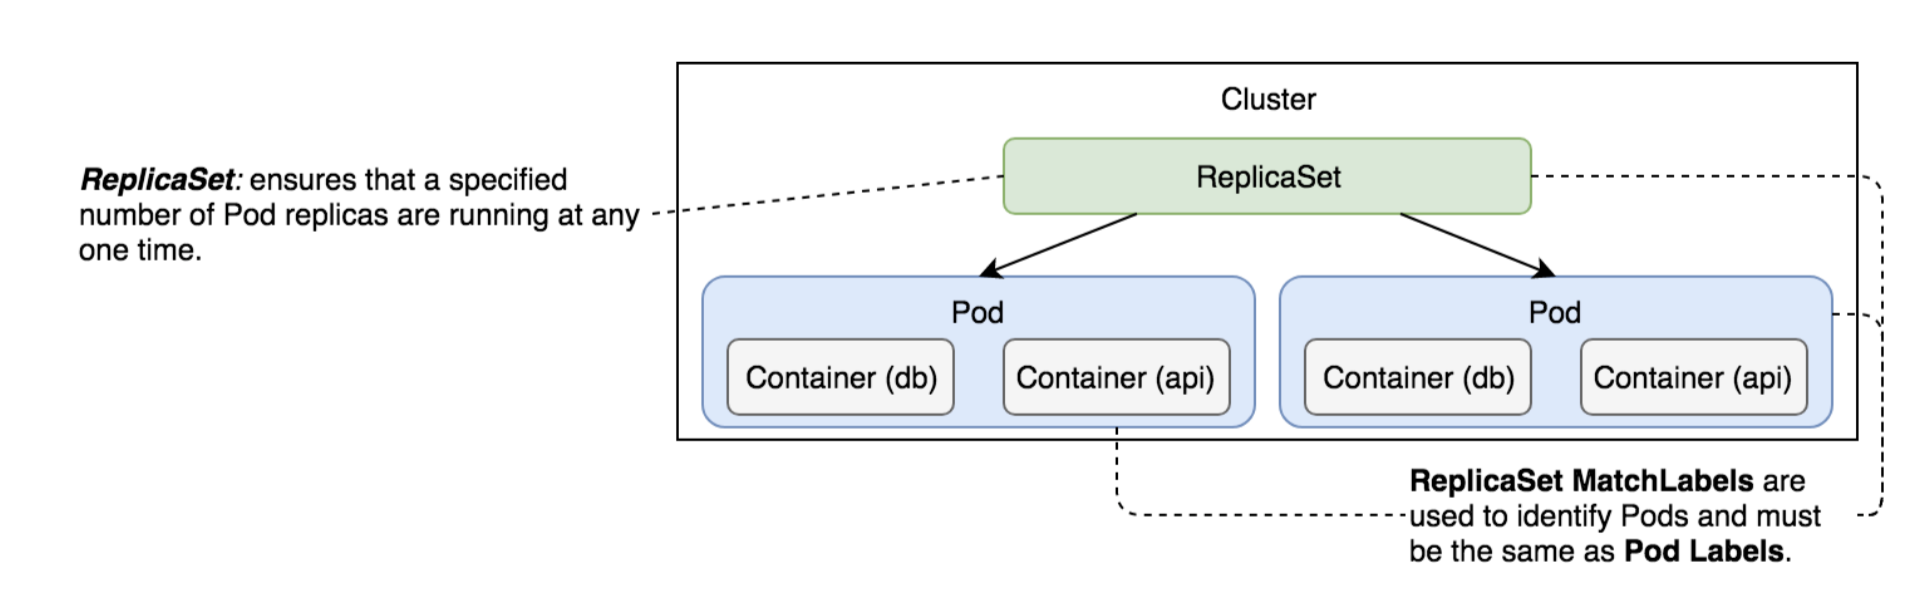 Cluster
ReplicaSet
ReplicaSet: ensures that a specified
number of Pod replicas are running at any
one time.
Pod
Container (db)
Container (api)
Pod
Container (db)
Container (api)
ReplicaSet MatchLabels are
used to identify Pods and must
be the same as Pod Labels.